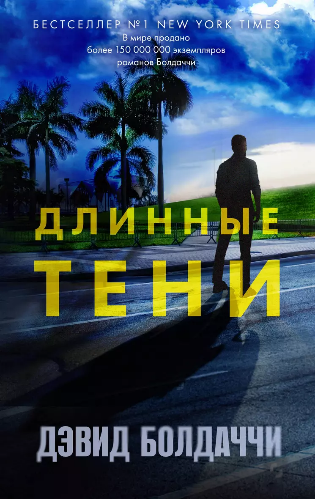 БЕСТСЕЛЛЕР №1 NEW YORK TIMES
В мире продано
более 150 000 000 экземпляров
романов Болдаччи
ДЛИННЫЕ
ТЕНИ
ДЭВИД БОЛДАЧЧИ